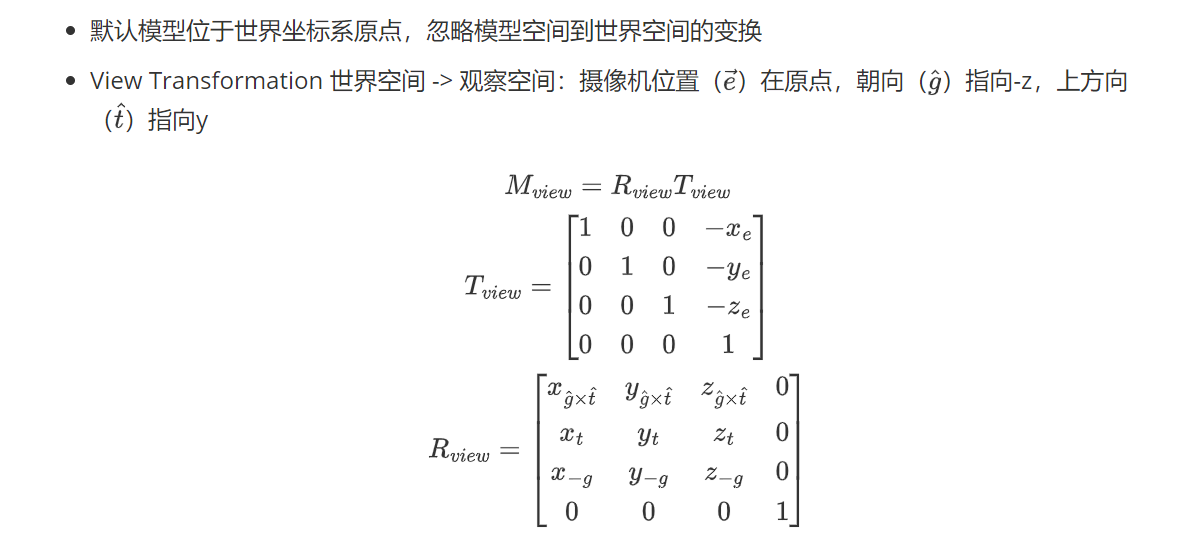 默认模型位于世界坐标系原点，忽略模型空间到世界空间的变换
View Transformation 世界空间 -> 观察空间：摄像机位置（$\vec{e}$）在原点，朝向（$\hat{g}$）指向-z，上方向
（$\hat{t}$）指向y
$M_{view} = R_{view}T_{view}$
$T_{view} = \begin{bmatrix} 1 & 0 & 0 & -x_e \\ 0 & 1 & 0 & -y_e \\ 0 & 0 & 1 & -z_e \\ 0 & 0 & 0 & 1 \end{bmatrix}$
$R_{view} = \begin{bmatrix} x_{\hat{g}\times\hat{t}} & y_{\hat{g}\times\hat{t}} & z_{\hat{g}\times\hat{t}} & 0 \\ x_t & y_t & z_t & 0 \\ x_{-g} & y_{-g} & z_{-g} & 0 \\ 0 & 0 & 0 & 1 \end{bmatrix}$